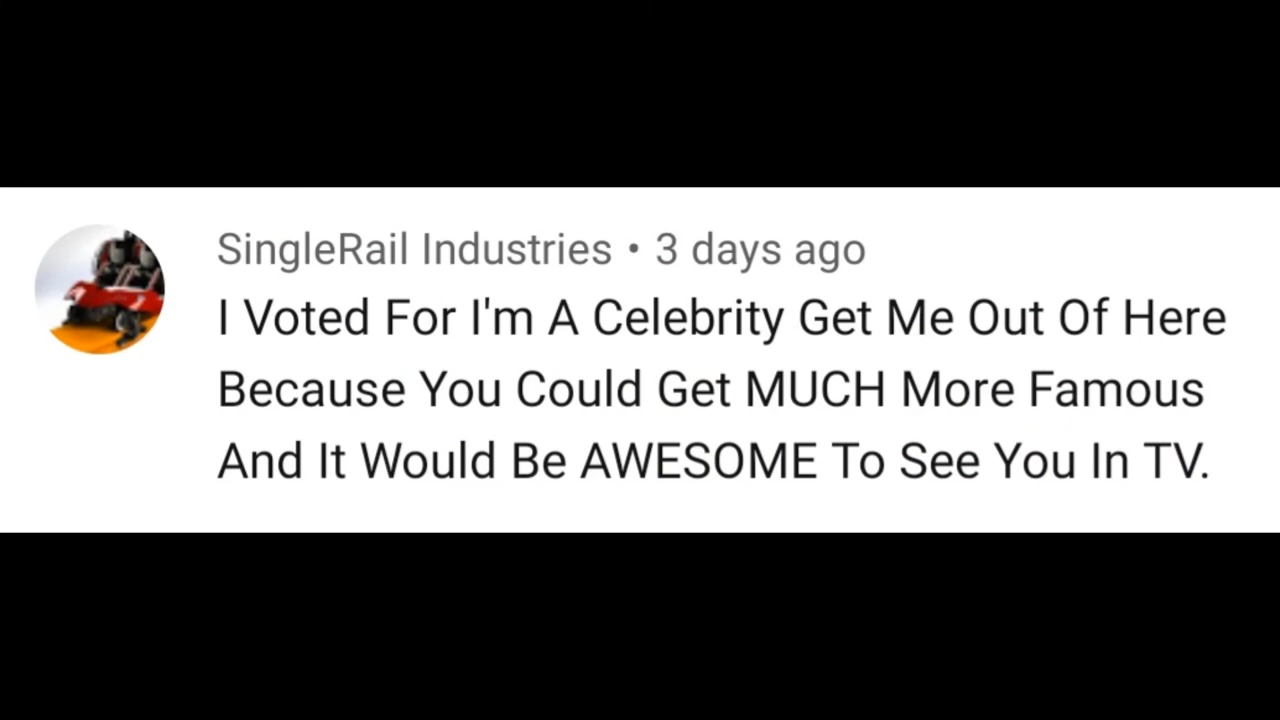 SingleRail Industries • 3 days ago
I Voted For I'm A Celebrity Get Me Out Of Here
Because You Could Get MUCH More Famous
And It Would Be AWESOME To See You In TV.